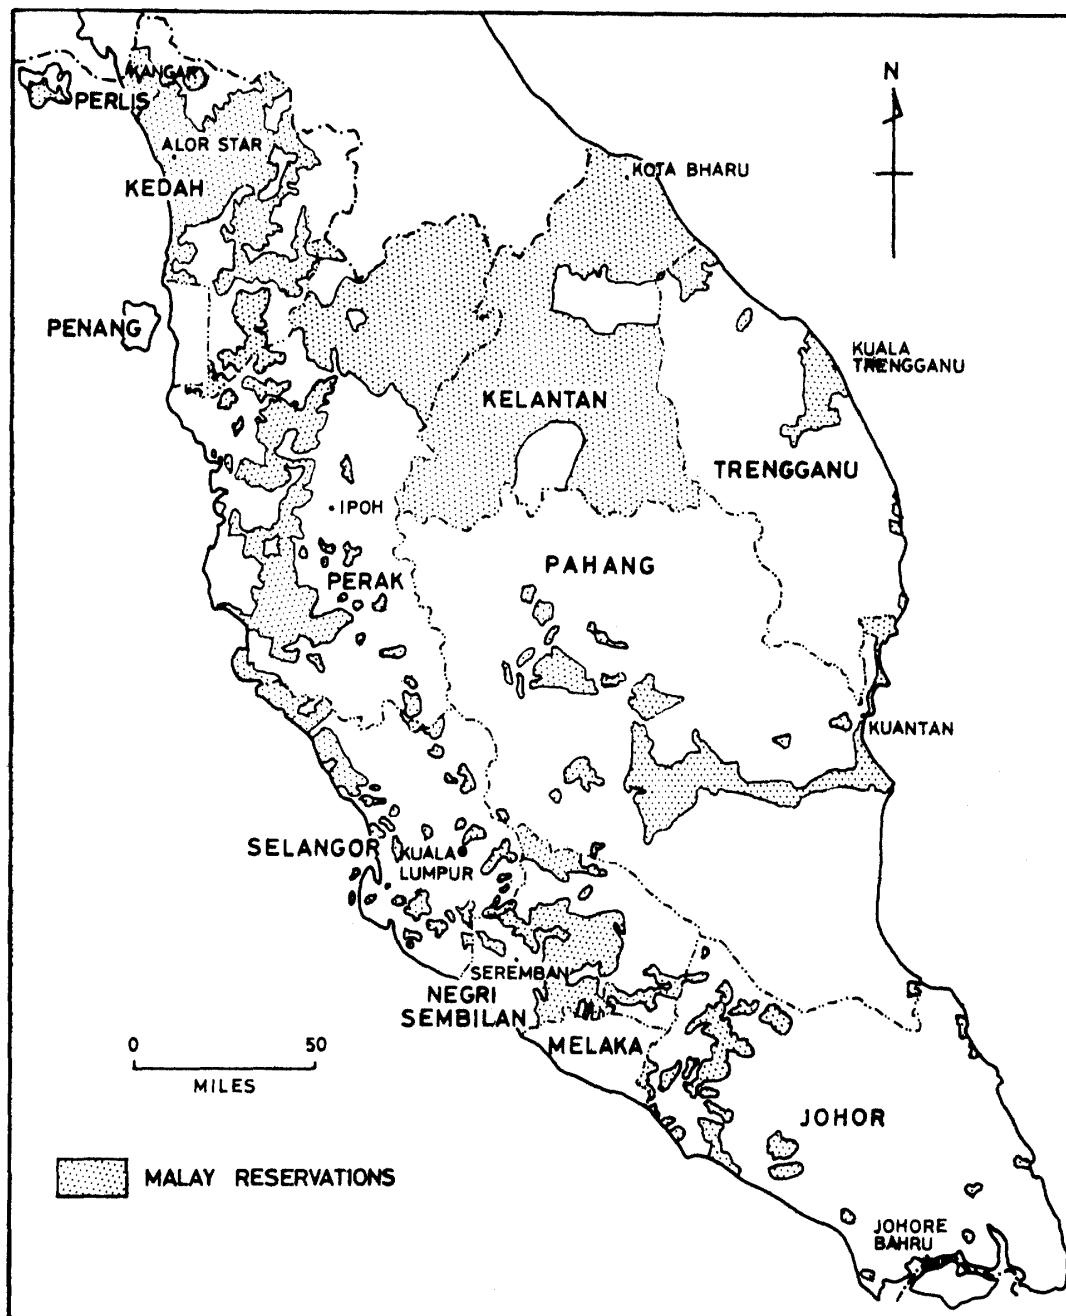 N
KANGAR
PERLIS
ALOR STAR
KEDAH
KOTA BHARU
PENANG
KUALA
TRENGGANU
KELANTAN
TRENGGANU
IPOH
PAHANG
PERAK
KUANTAN
SELANGOR
KUALA
LUMPUR
SEREMBAN
NEGRI
SEMBILAN
MELAKA
0 50
MILES
JOHOR
MALAY RESERVATIONS
JOHORE
BAHRU